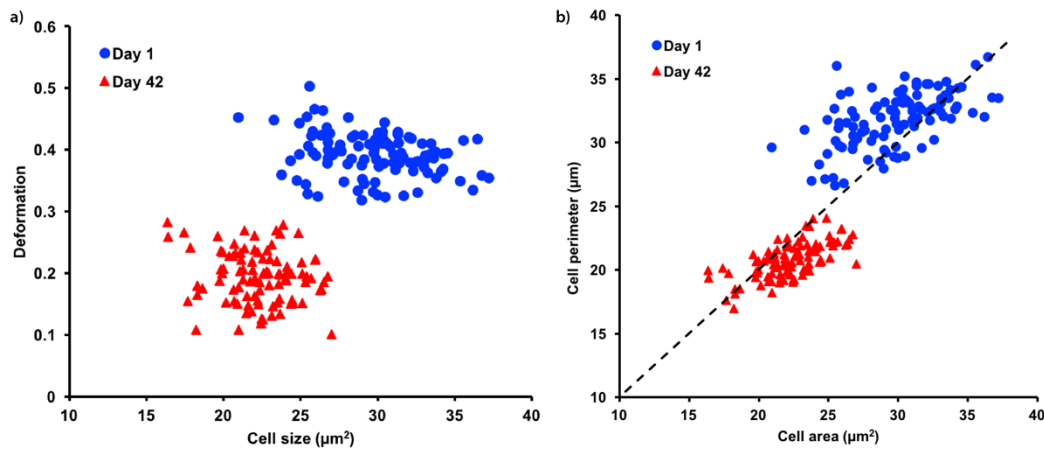 a)
0.6
0.5
0.4
0.3
0.2
0.1
0
Deformation
Day 1
Day 42
10 15 20 25 30 35 40
Cell size (μm²)
b)
40
35
30
25
20
15
10
Cell perimeter (μm)
Day 1
Day 42
10 15 20 25 30 35 40
Cell area (μm²)